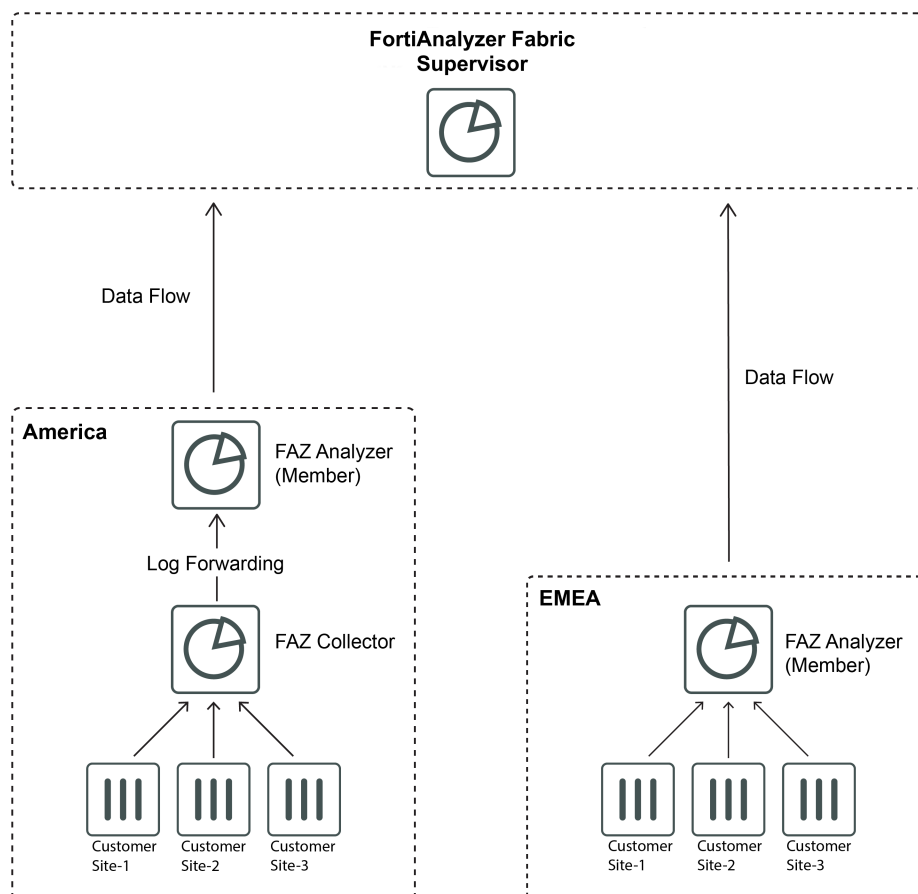 FortiAnalyzer Fabric
Supervisor
Data Flow
Data Flow
America
FAZ Analyzer
(Member)
Log Forwarding
FAZ Collector
Customer
Site-1
Customer
Site-2
Customer
Site-3
EMEA
FAZ Analyzer
(Member)
Customer
Site-1
Customer
Site-2
Customer
Site-3